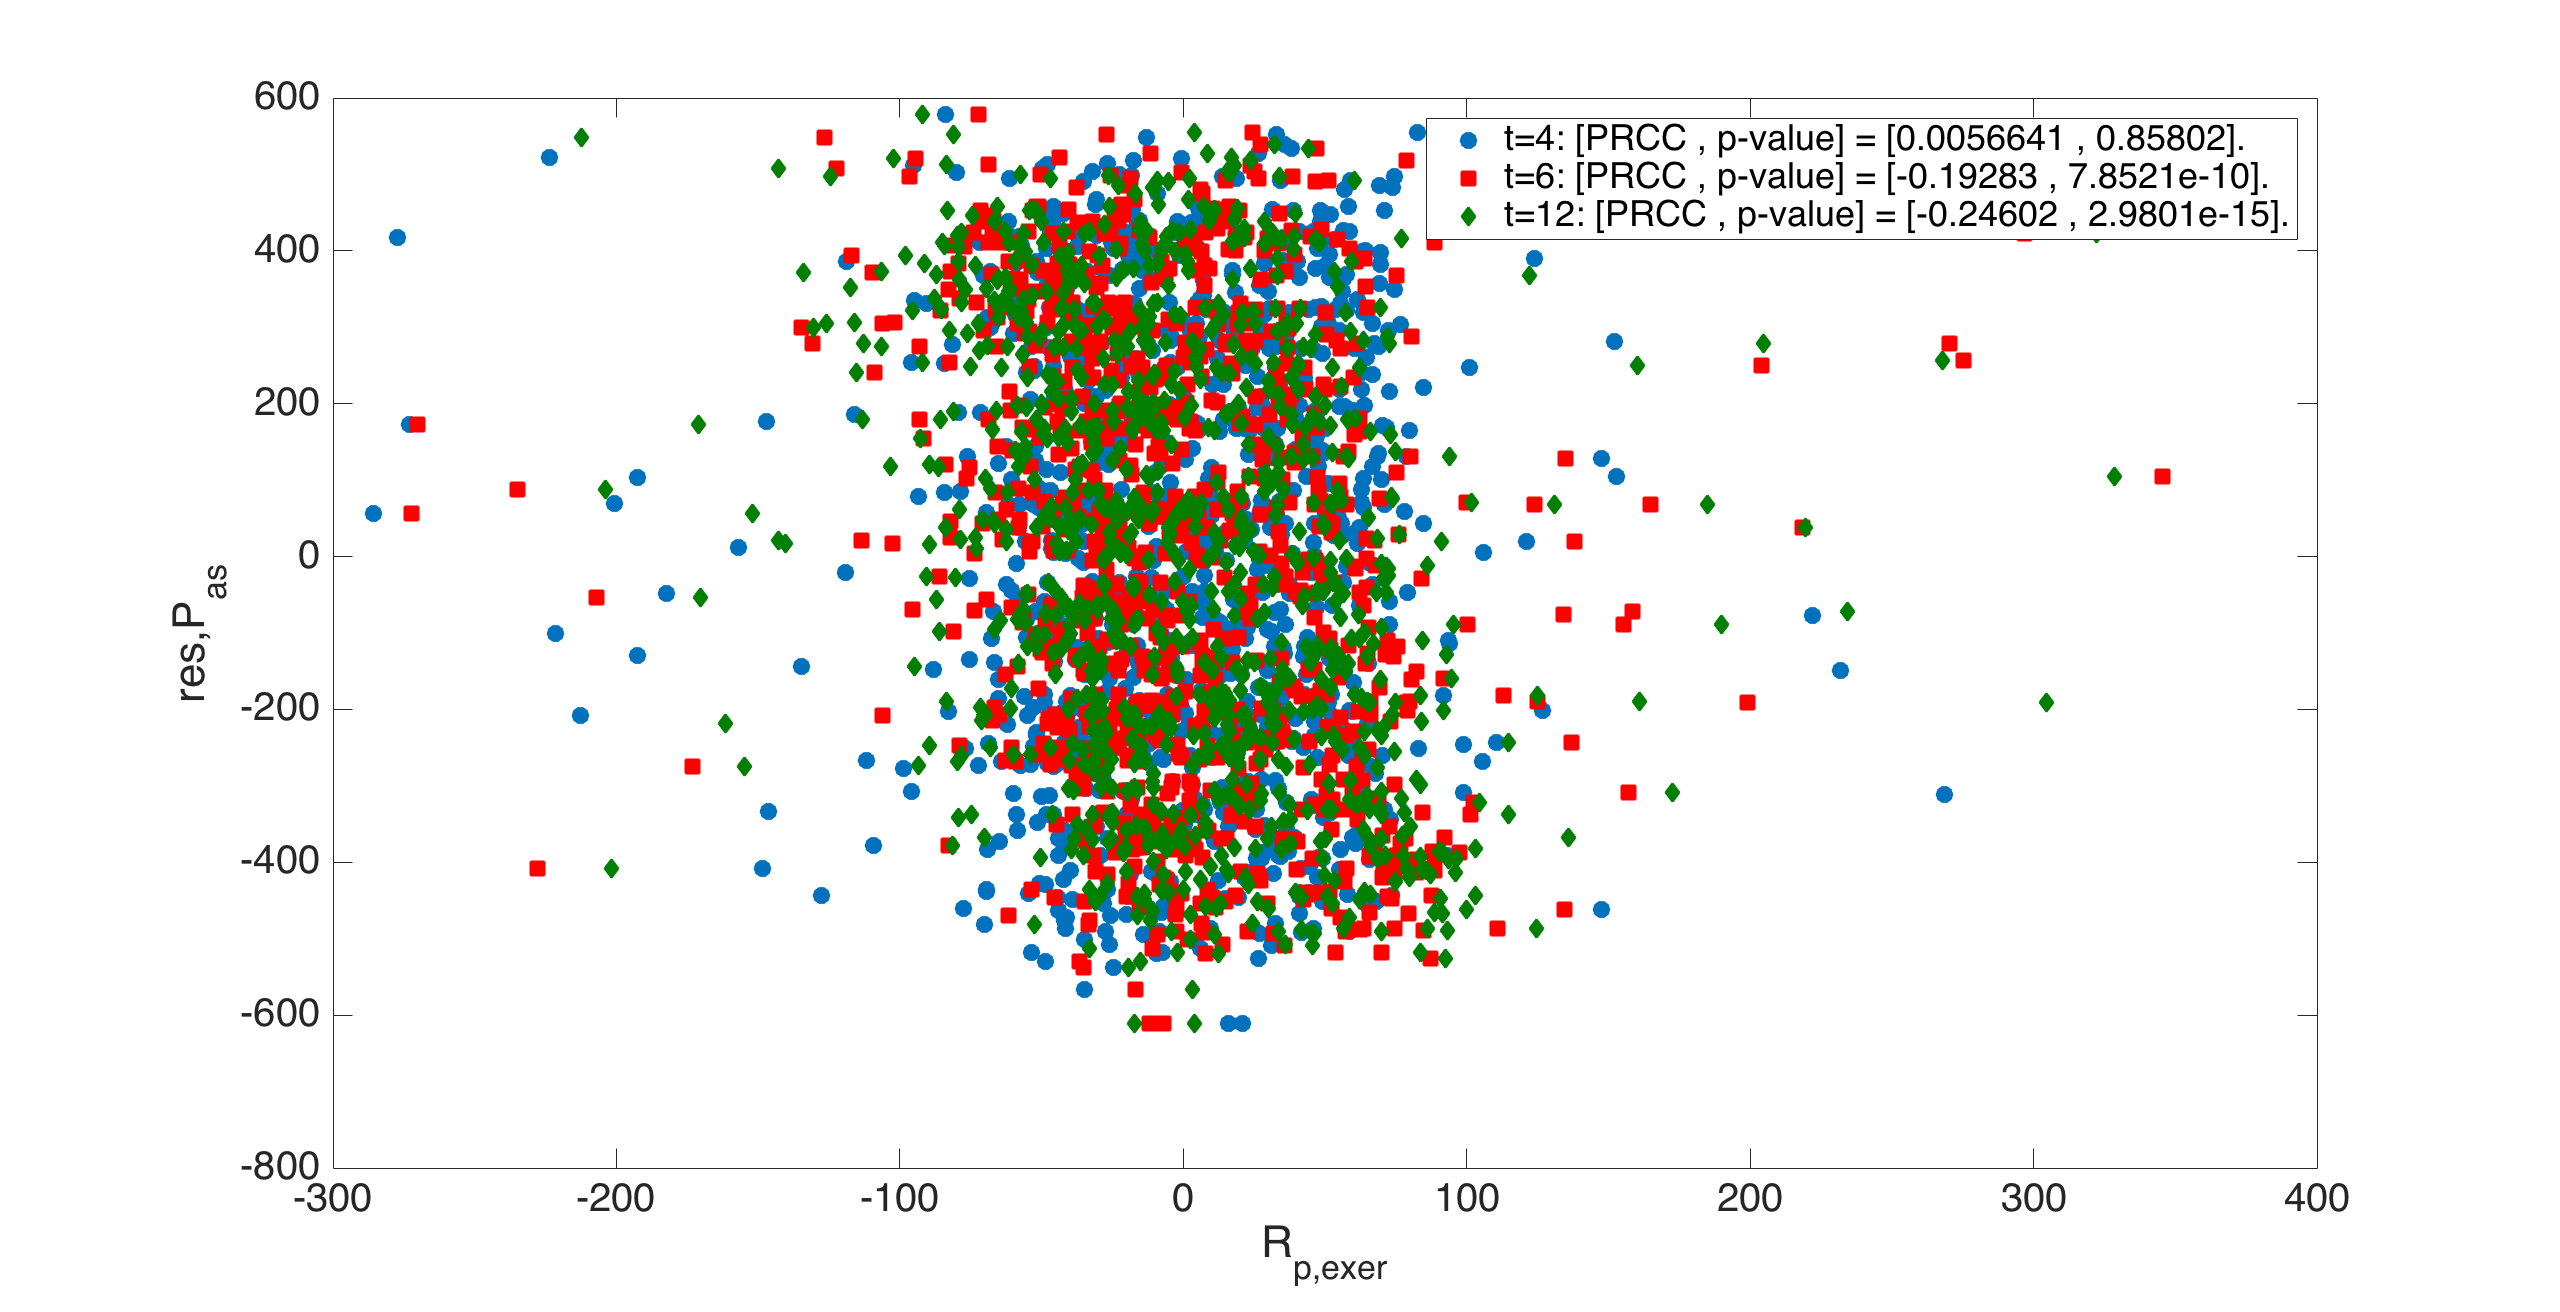 600
400
200
0
-200
-400
-600
-800
-300 -200 -100 0 100 200 300 400
res,P_as
R_p,exer
t=4: [PRCC , p-value] = [0.0056641 , 0.85802].
t=6: [PRCC , p-value] = [-0.19283 , 7.8521e-10].
t=12: [PRCC , p-value] = [-0.24602 , 2.9801e-15].